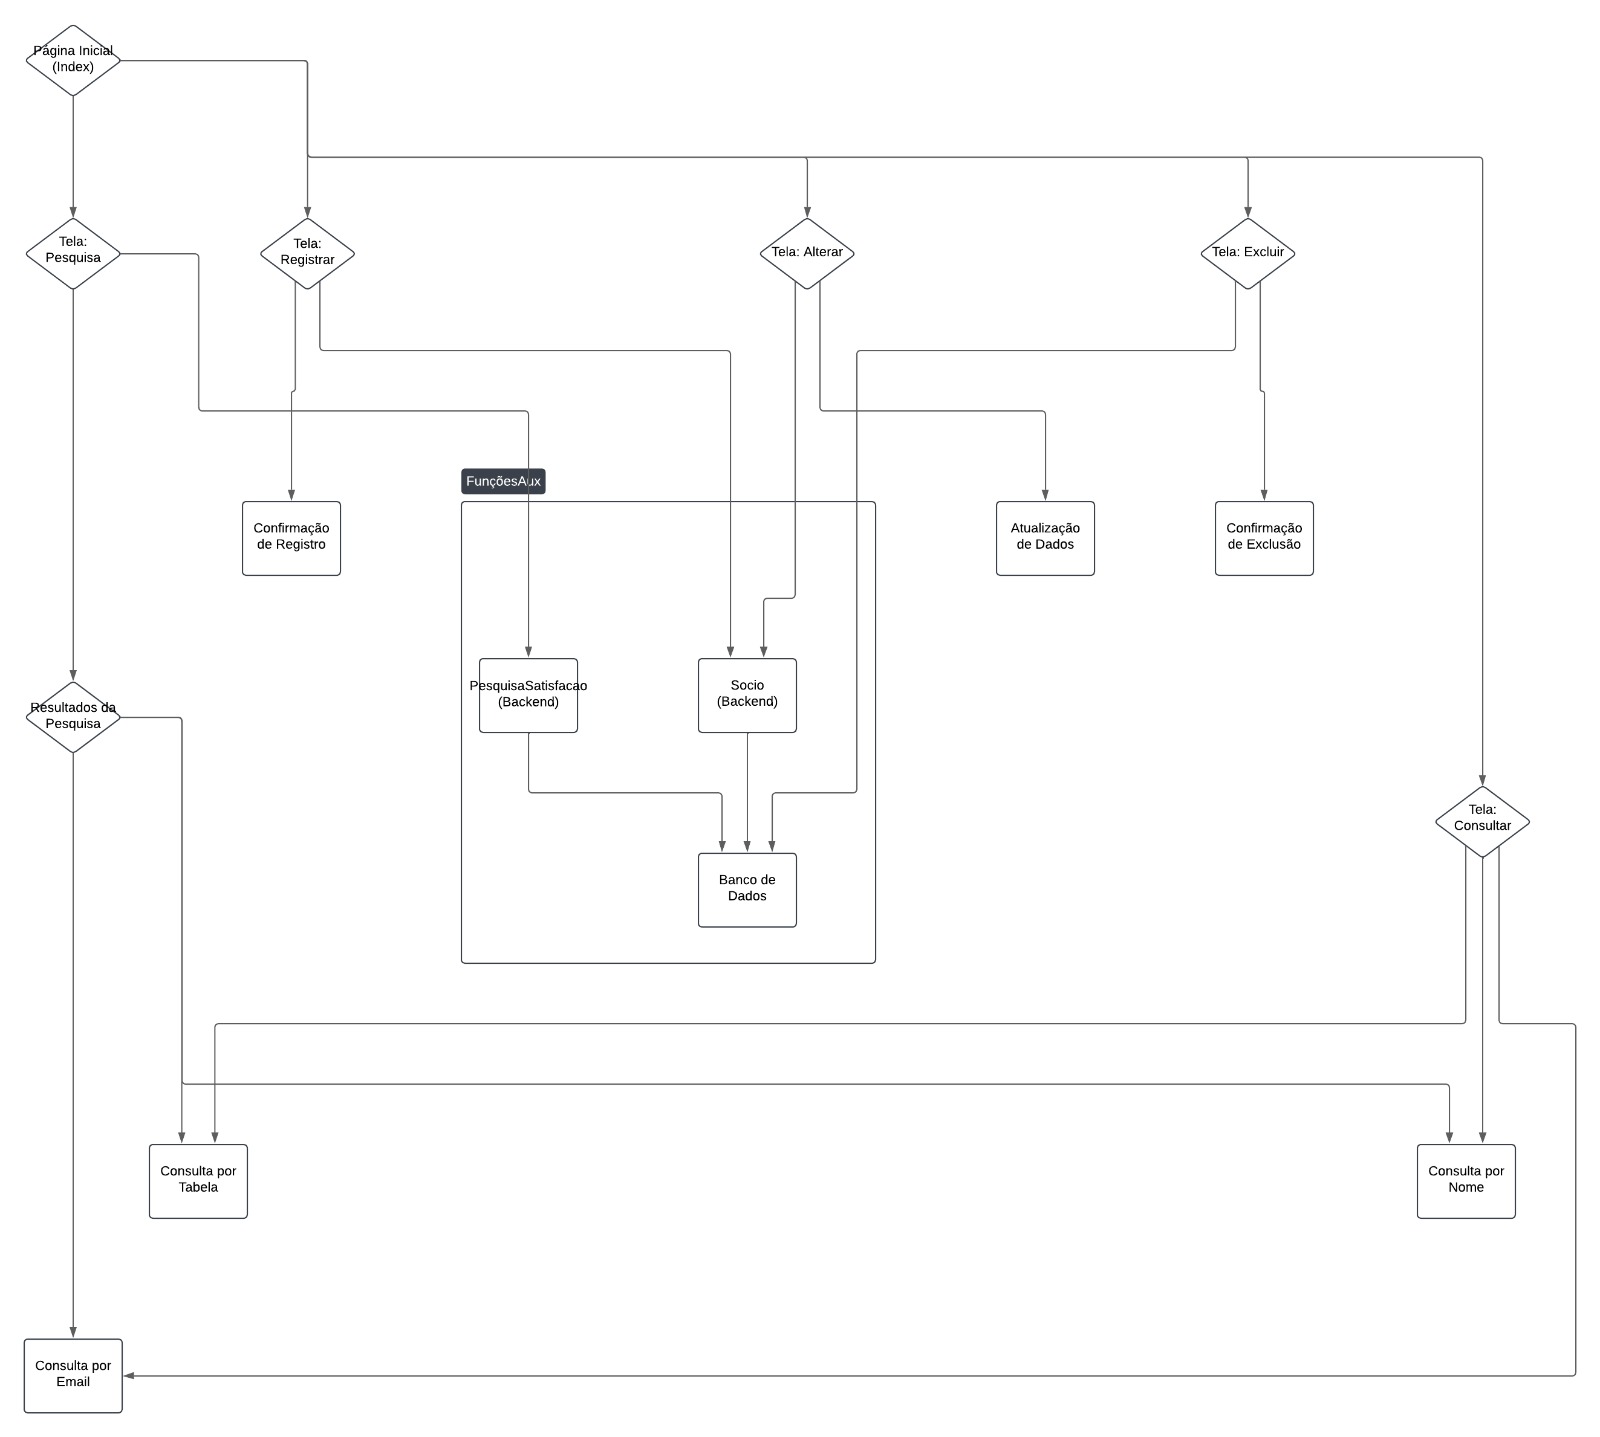 Página Inicial
(Index)
Tela:
Pesquisa
Tela:
Registrar
Tela: Alterar
Tela: Excluir
FunçõesAux
Confirmação
de Registro
Atualização
de Dados
Confirmação
de Exclusão
PesquisaSatisfacao
(Backend)
Socio
(Backend)
Resultados da
Pesquisa
Tela:
Consultar
Banco de
Dados
Consulta por
Tabela
Consulta por
Nome
Consulta por
Email